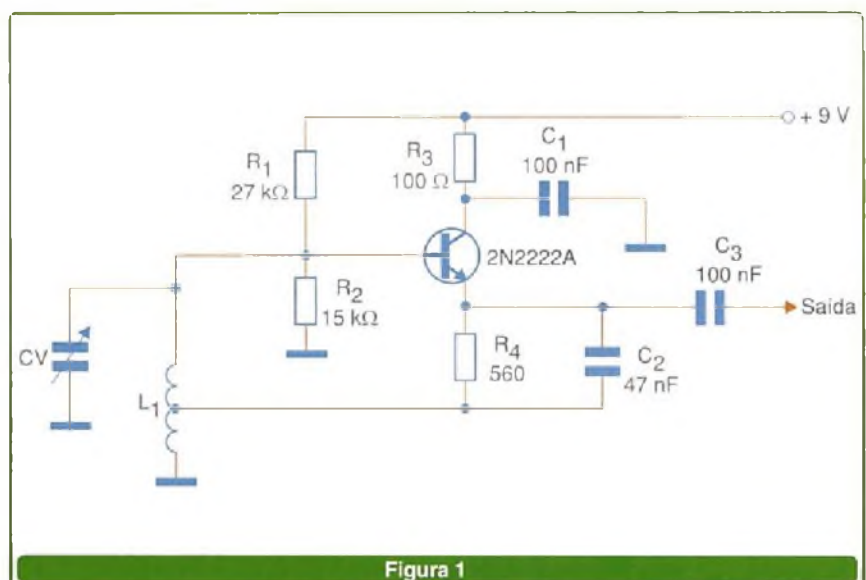 + 9 V
R1
27 kΩ
R3
100 Ω
C1
100 nF
2N2222A
C3
100 nF
R2
15 kΩ
Saída
CV
R4
560
C2
47 nF
L1
Figura 1